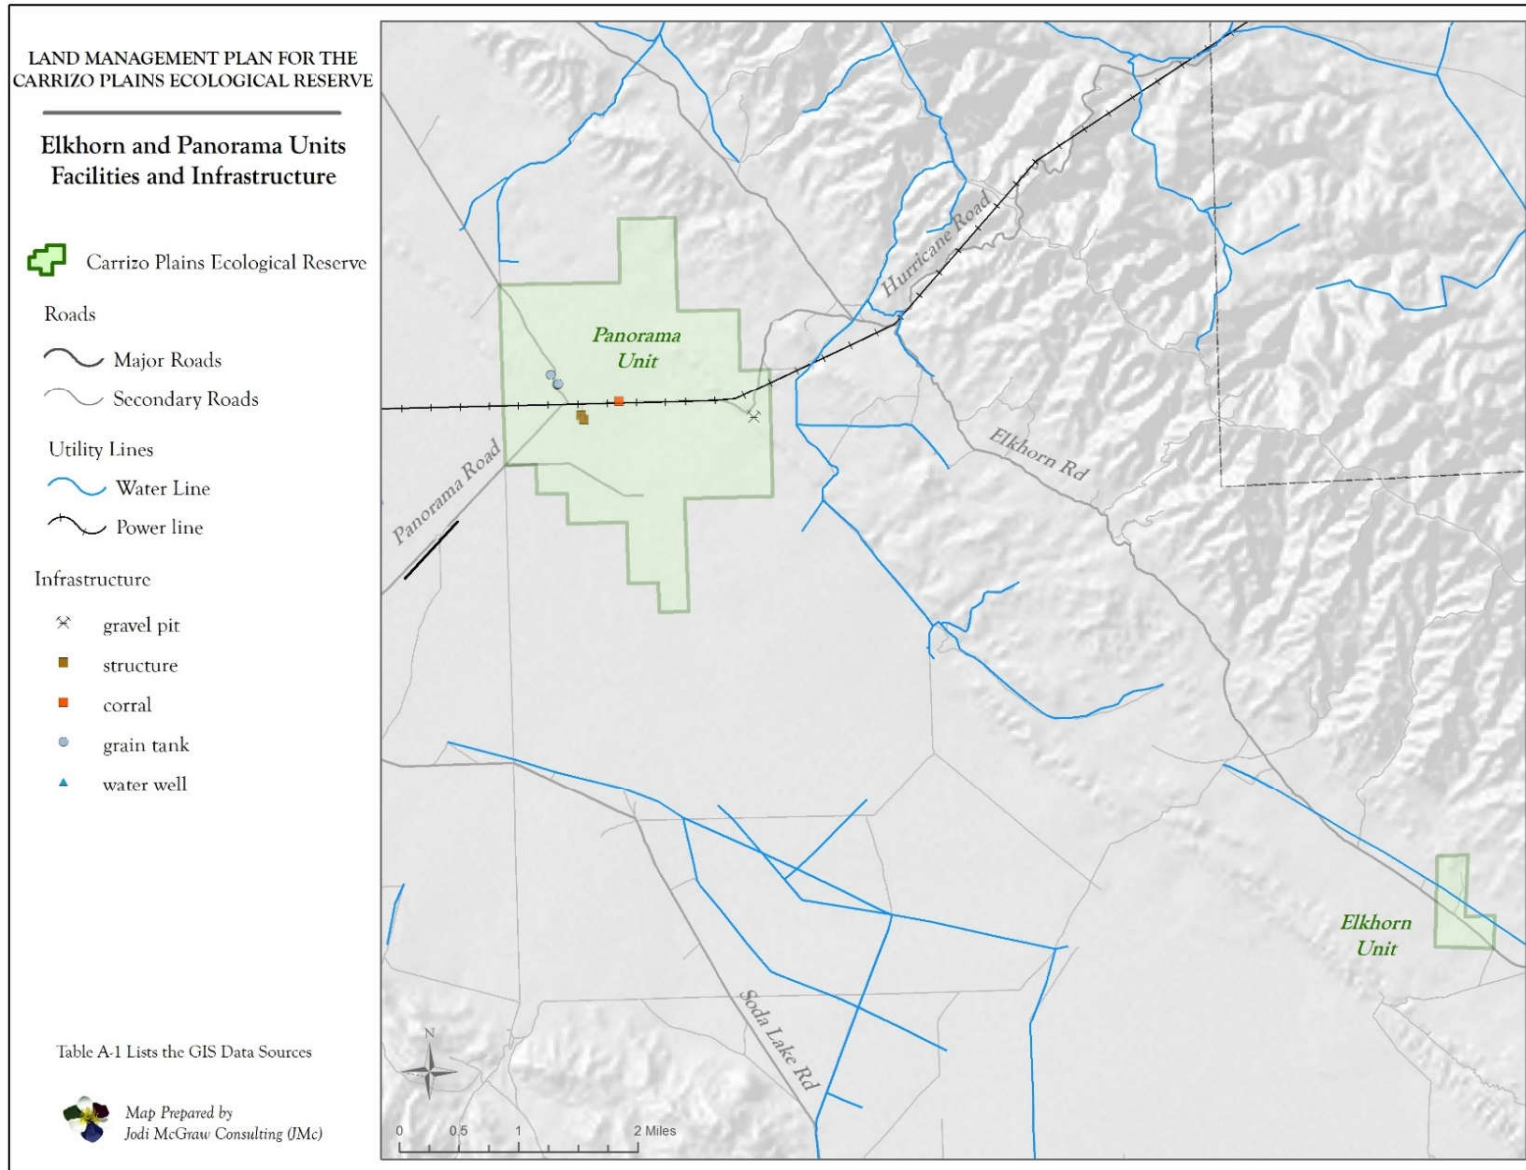 LAND MANAGEMENT PLAN FOR THE
CARRIZO PLAINS ECOLOGICAL RESERVE
Elkhorn and Panorama Units
Facilities and Infrastructure
Carrizo Plains Ecological Reserve
Roads
Major Roads
Secondary Roads
Utility Lines
Water Line
Power line
Infrastructure
gravel pit
structure
corral
grain tank
water well
Table A-1 Lists the GIS Data Sources
Map Prepared by
Jodi McGraw Consulting (JMc)
Hurricane Road
Panorama
Unit
Elkhorn Rd
Panorama Road
Elkhorn
Unit
Soda Lake Rd
N
0 0.5 1 2 Miles